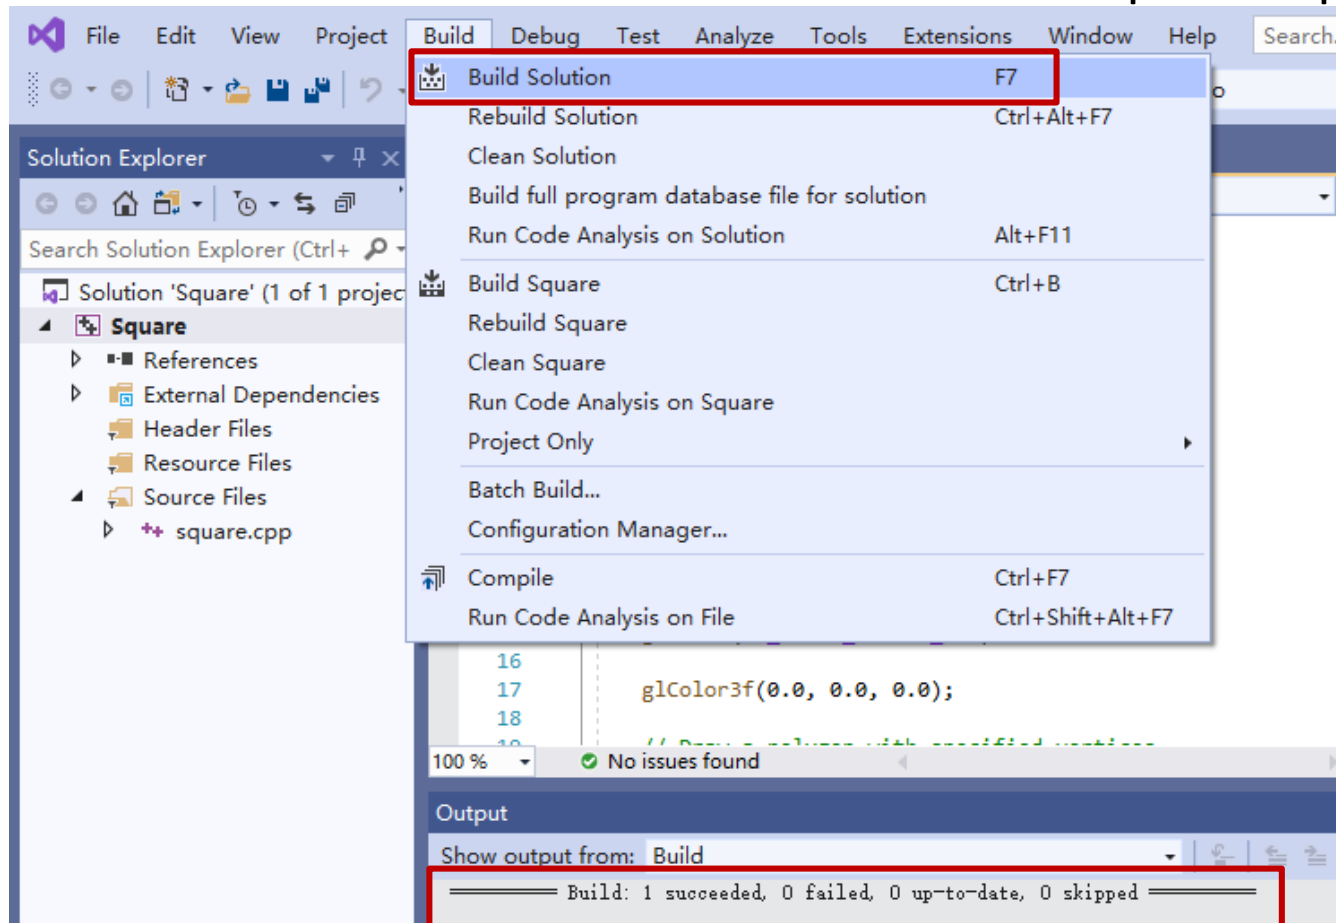 File Edit View Project Build Debug Test Analyze Tools Extensions Window Help Search.
Build Solution F7
Rebuild Solution Ctrl+Alt+F7
Solution Explorer
Clean Solution
Build full program database file for solution
Search Solution Explorer (Ctrl+
Run Code Analysis on Solution Alt+F11
Solution 'Square' (1 of 1 projec
Build Square Ctrl+B
Square
Rebuild Square
References
Clean Square
External Dependencies
Run Code Analysis on Square
Header Files
Project Only
Resource Files
Source Files
Batch Build...
square.cpp
Configuration Manager...
Compile Ctrl+F7
Run Code Analysis on File Ctrl+Shift+Alt+F7
16
17 glColor3f(0.0, 0.0, 0.0);
18
100 % No issues found
Output
Show output from: Build
========== Build: 1 succeeded, 0 failed, 0 up-to-date, 0 skipped ==========